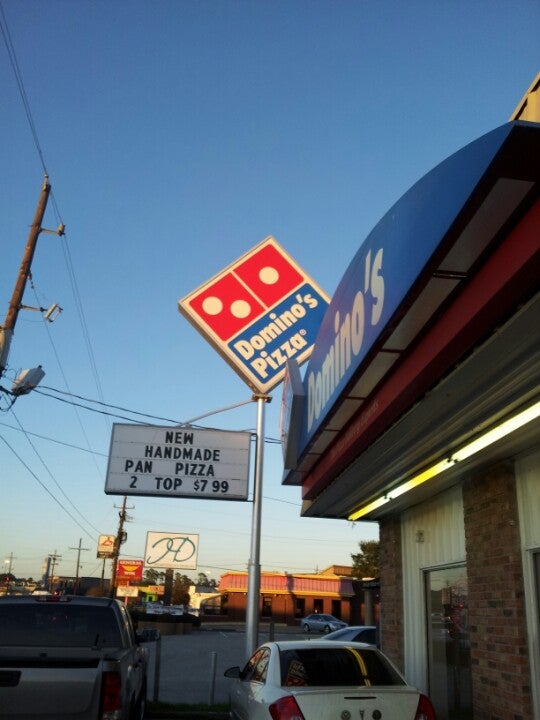 Domino's
Pizza®
Domino's
NEW
HANDMADE
PAN PIZZA
2 TOP $7 99